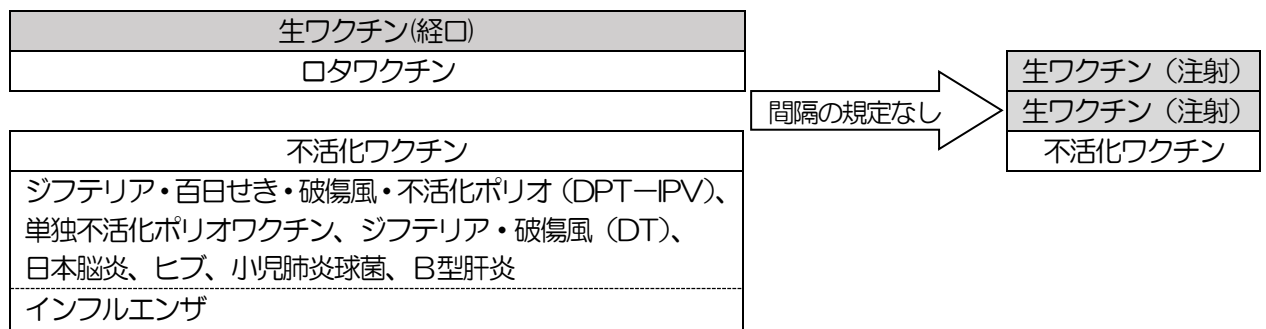 生ワクチン(経口)
ロタワクチン
不活化ワクチン
ジフテリア・百日せき・破傷風・不活化ポリオ（DPT－IPV）、
単独不活化ポリオワクチン、ジフテリア・破傷風（DT）、
日本脳炎、ヒブ、小児肺炎球菌、B型肝炎
インフルエンザ
間隔の規定なし
生ワクチン（注射）
生ワクチン（注射）
不活化ワクチン